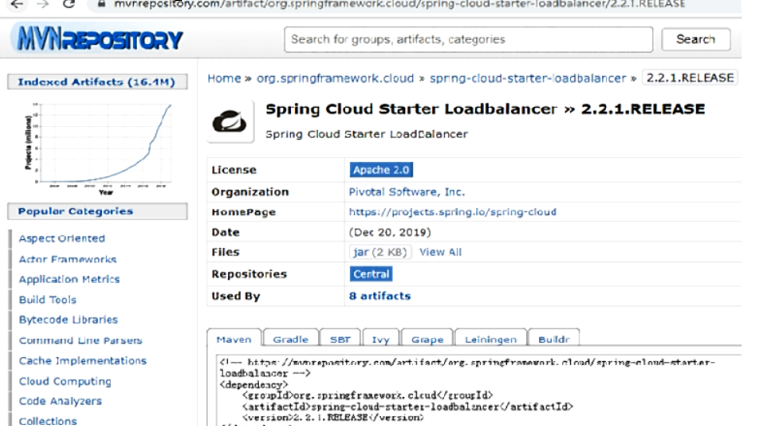 mvnrepository.com/artifact/org.springframework.cloud/spring-cloud-starter-loadbalancer/2.2.1.RELEASE
MVNREPOSITORY
Search for groups, artifacts, categories
Search
Indexed Artifacts (16.4M)
Projects (millions)
Year
Popular Categories
Aspect Oriented
Actor Frameworks
Application Metrics
Build Tools
Bytecode Libraries
Command Line Parsers
Cache Implementations
Cloud Computing
Code Analyzers
Collections
Home » org.springframework.cloud » spring-cloud-starter-loadbalancer » 2.2.1.RELEASE
Spring Cloud Starter Loadbalancer » 2.2.1.RELEASE
Spring Cloud Starter LoadBalancer
License Apache 2.0
Organization Pivotal Software, Inc.
HomePage https://projects.spring.io/spring-cloud
Date (Dec 20, 2019)
Files jar (2 KB) View All
Repositories Central
Used By 8 artifacts
Maven Gradle SBT Ivy Grape Leiningen Buildr
<!-- https://mvnrepository.com/artifact/org.springframework.cloud/spring-cloud-starter-
loadbalancer -->
<dependency>
<groupId>org.springframework.cloud</groupId>
<artifactId>spring-cloud-starter-loadbalancer</artifactId>
<version>2.2.1.RELEASE</version>